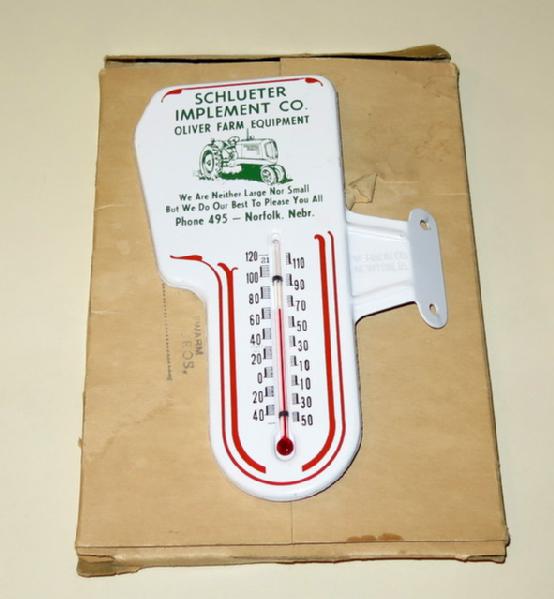 SCHLUETER
IMPLEMENT CO.
OLIVER FARM EQUIPMENT
We Are Neither Large Nor Small
But We Do Our Best To Please You All
Phone 495 — Norfolk, Nebr.
120 110
100 90
80 70
60 50
40 30
20 10
0 10
20 30
40 50